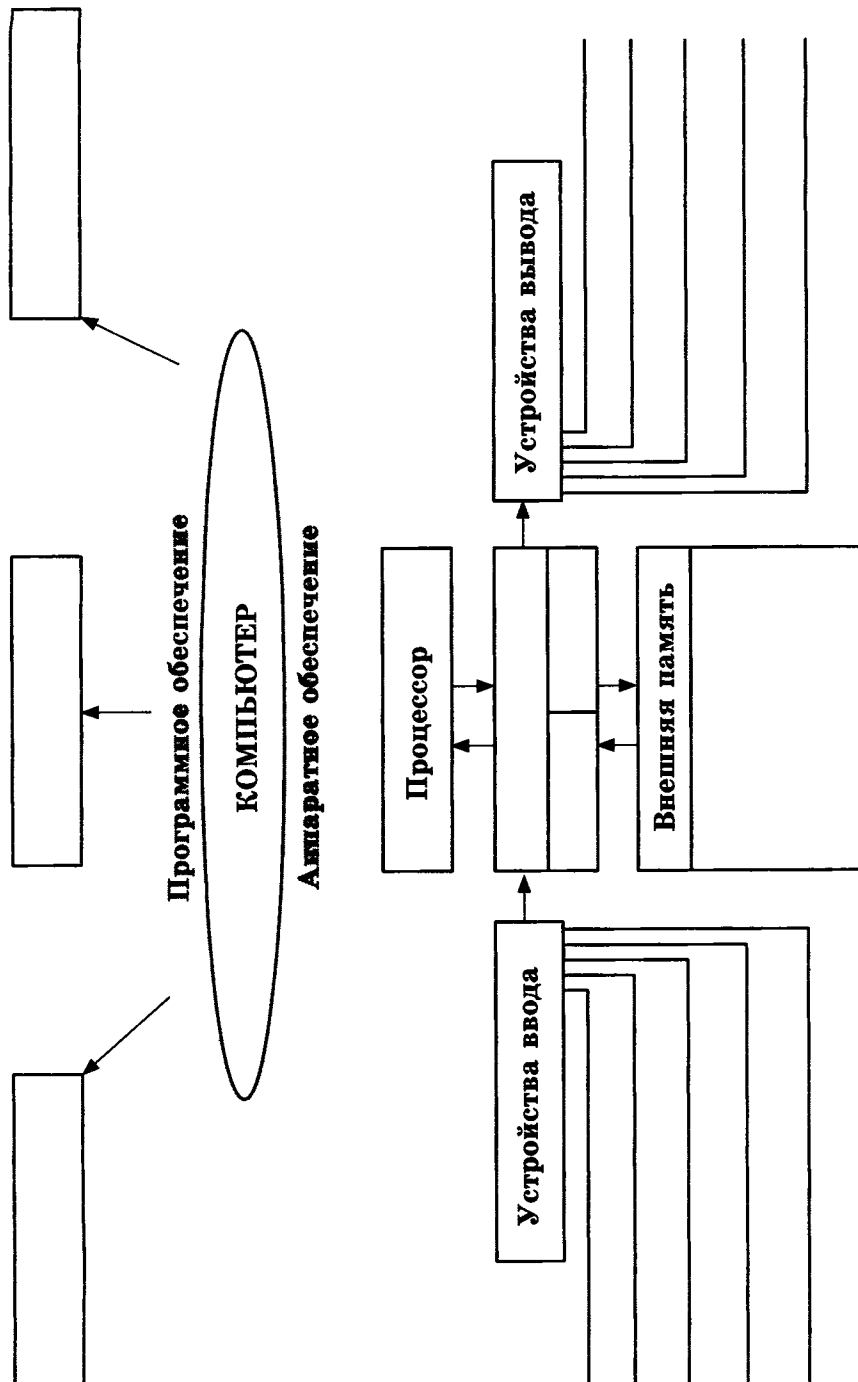 Программное обеспечение
КОМПЬЮТЕР
Аппаратное обеспечение
Процессор
Устройства ввода
Устройства вывода
Внешняя память